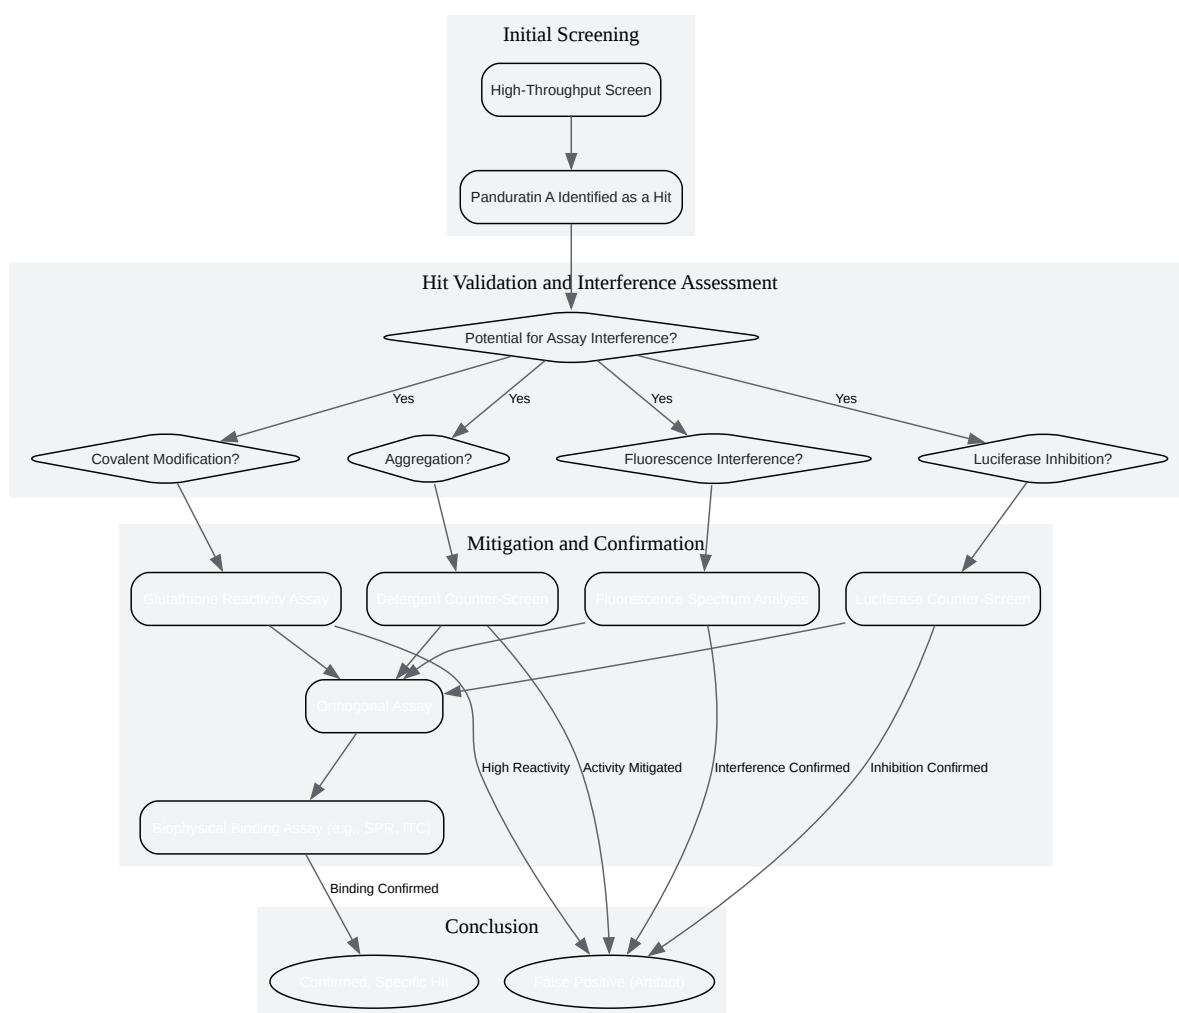 Initial Screening
High-Throughput Screen
Panduratin A Identified as a Hit
Hit Validation and Interference Assessment
Potential for Assay Interference?
Yes
Yes
Yes
Yes
Covalent Modification?
Aggregation?
Fluorescence Interference?
Luciferase Inhibition?
Mitigation and Confirmation
Glutathione Reactivity Assay
Detergent Counter-Screen
Fluorescence Spectrum Analysis
Luciferase Counter-Screen
Orthogonal Assay
High Reactivity
Activity Mitigated
Interference Confirmed
Inhibition Confirmed
Biophysical Binding Assay (e.g., SPR, ITC)
Binding Confirmed
Conclusion
Confirmed, Specific Hit
False Positive (Artifact)